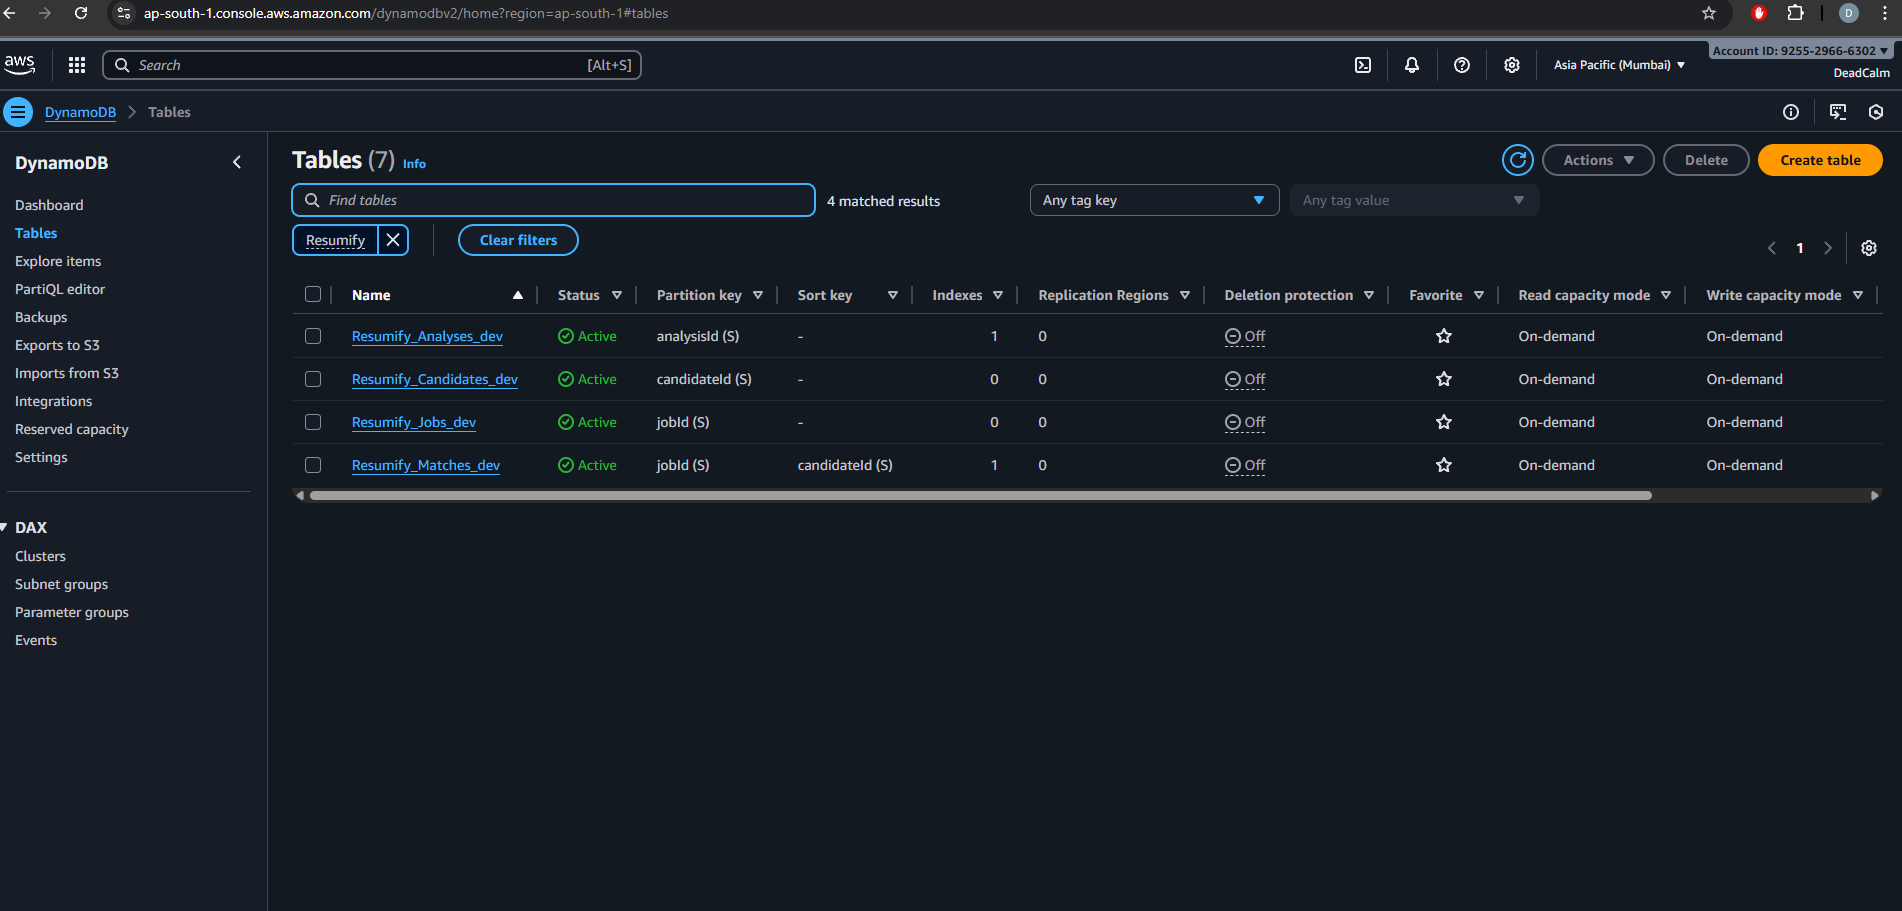 ap-south-1.console.aws.amazon.com/dynamodbv2/home?region=ap-south-1#tables
D
aws
Search [Alt+S]
Asia Pacific (Mumbai)
Account ID: 9255-2966-6302
DeadCalm
DynamoDB Tables
DynamoDB
Dashboard
Tables
Explore items
PartiQL editor
Backups
Exports to S3
Imports from S3
Integrations
Reserved capacity
Settings
DAX
Clusters
Subnet groups
Parameter groups
Events
Tables (7) Info
Actions Delete Create table
Find tables 4 matched results Any tag key Any tag value
Resumify Clear filters
1
Name Status Partition key Sort key Indexes Replication Regions Deletion protection Favorite Read capacity mode Write capacity mode
Resumify_Analyses_dev Active analysisId (S) - 1 0 Off On-demand On-demand
Resumify_Candidates_dev Active candidateId (S) - 0 0 Off On-demand On-demand
Resumify_Jobs_dev Active jobId (S) - 0 0 Off On-demand On-demand
Resumify_Matches_dev Active jobId (S) candidateId (S) 1 0 Off On-demand On-demand